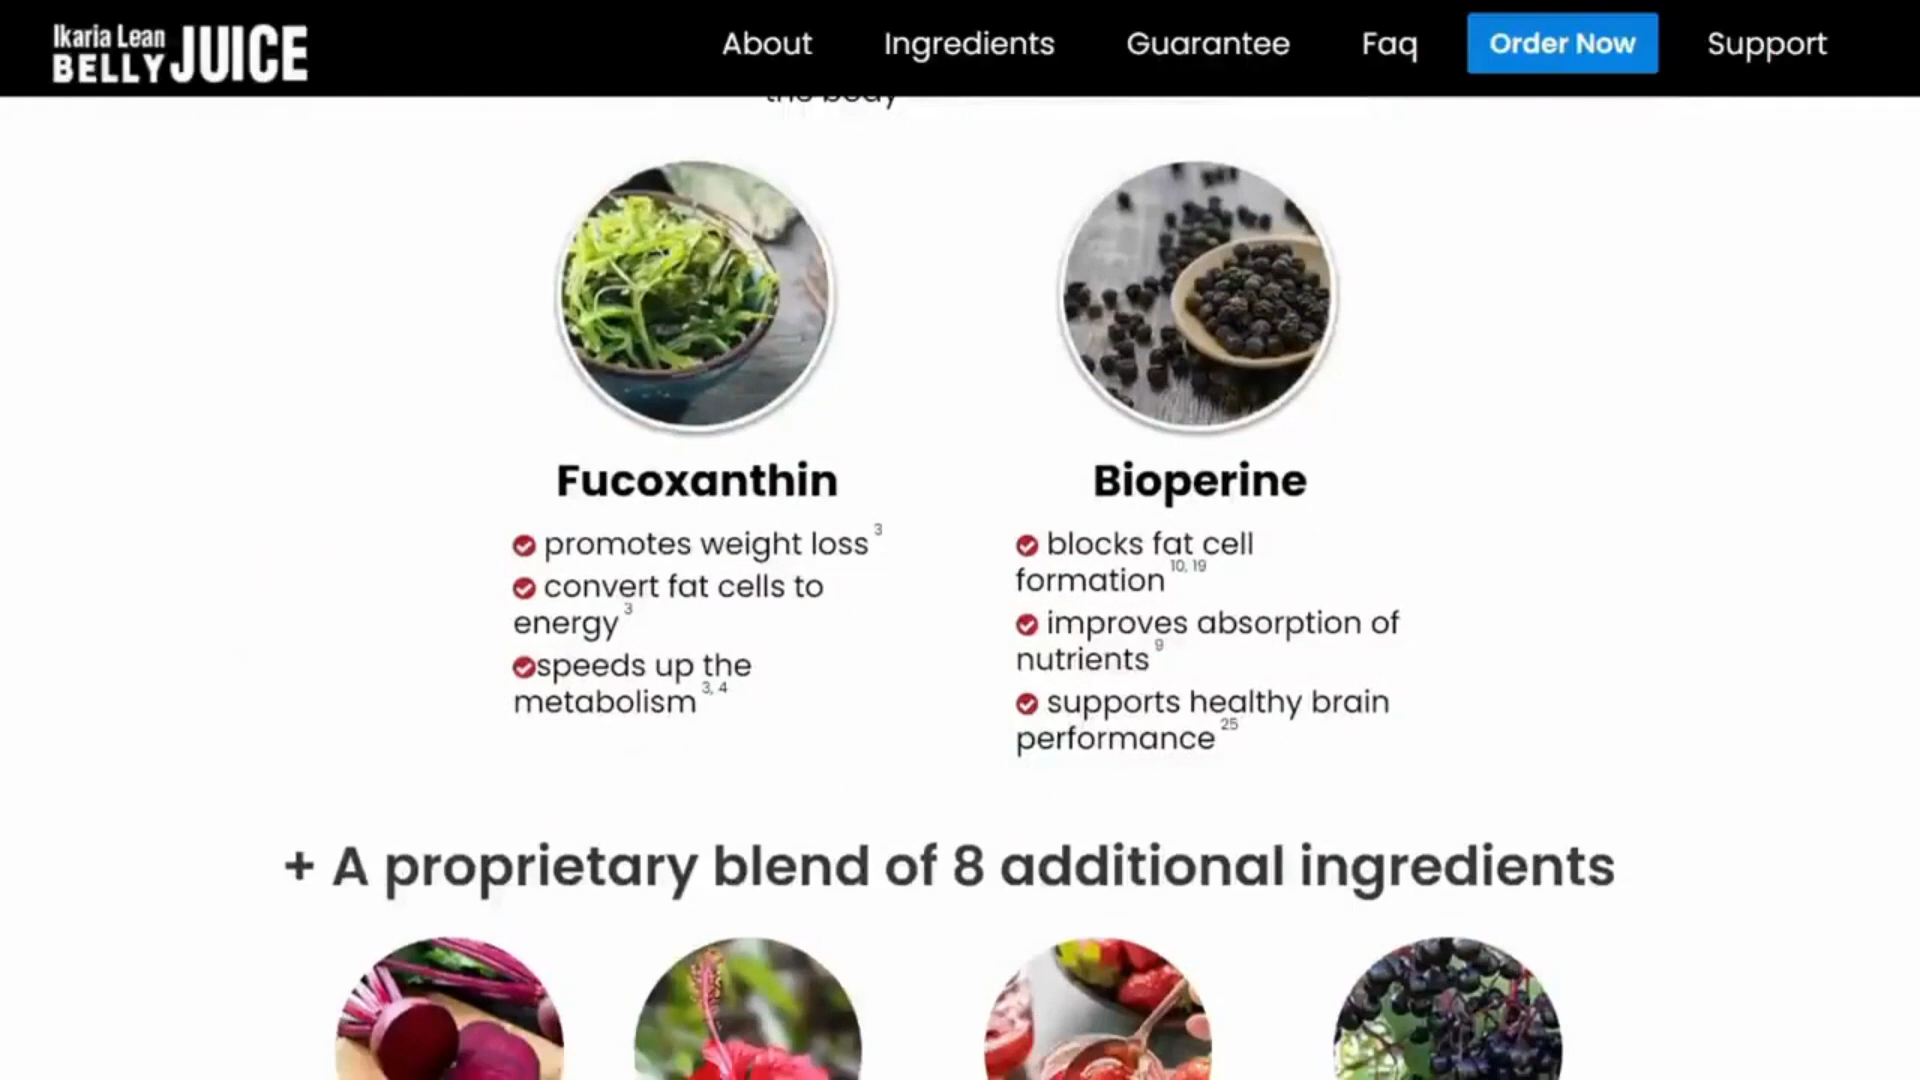 Ikaria Lean
BELLY JUICE
About Ingredients Guarantee Faq Order Now Support
the body
Fucoxanthin
promotes weight loss 3
convert fat cells to
energy 3
speeds up the
metabolism 3, 4
Bioperine
blocks fat cell
formation 10, 19
improves absorption of
nutrients 9
supports healthy brain
performance 25
+ A proprietary blend of 8 additional ingredients